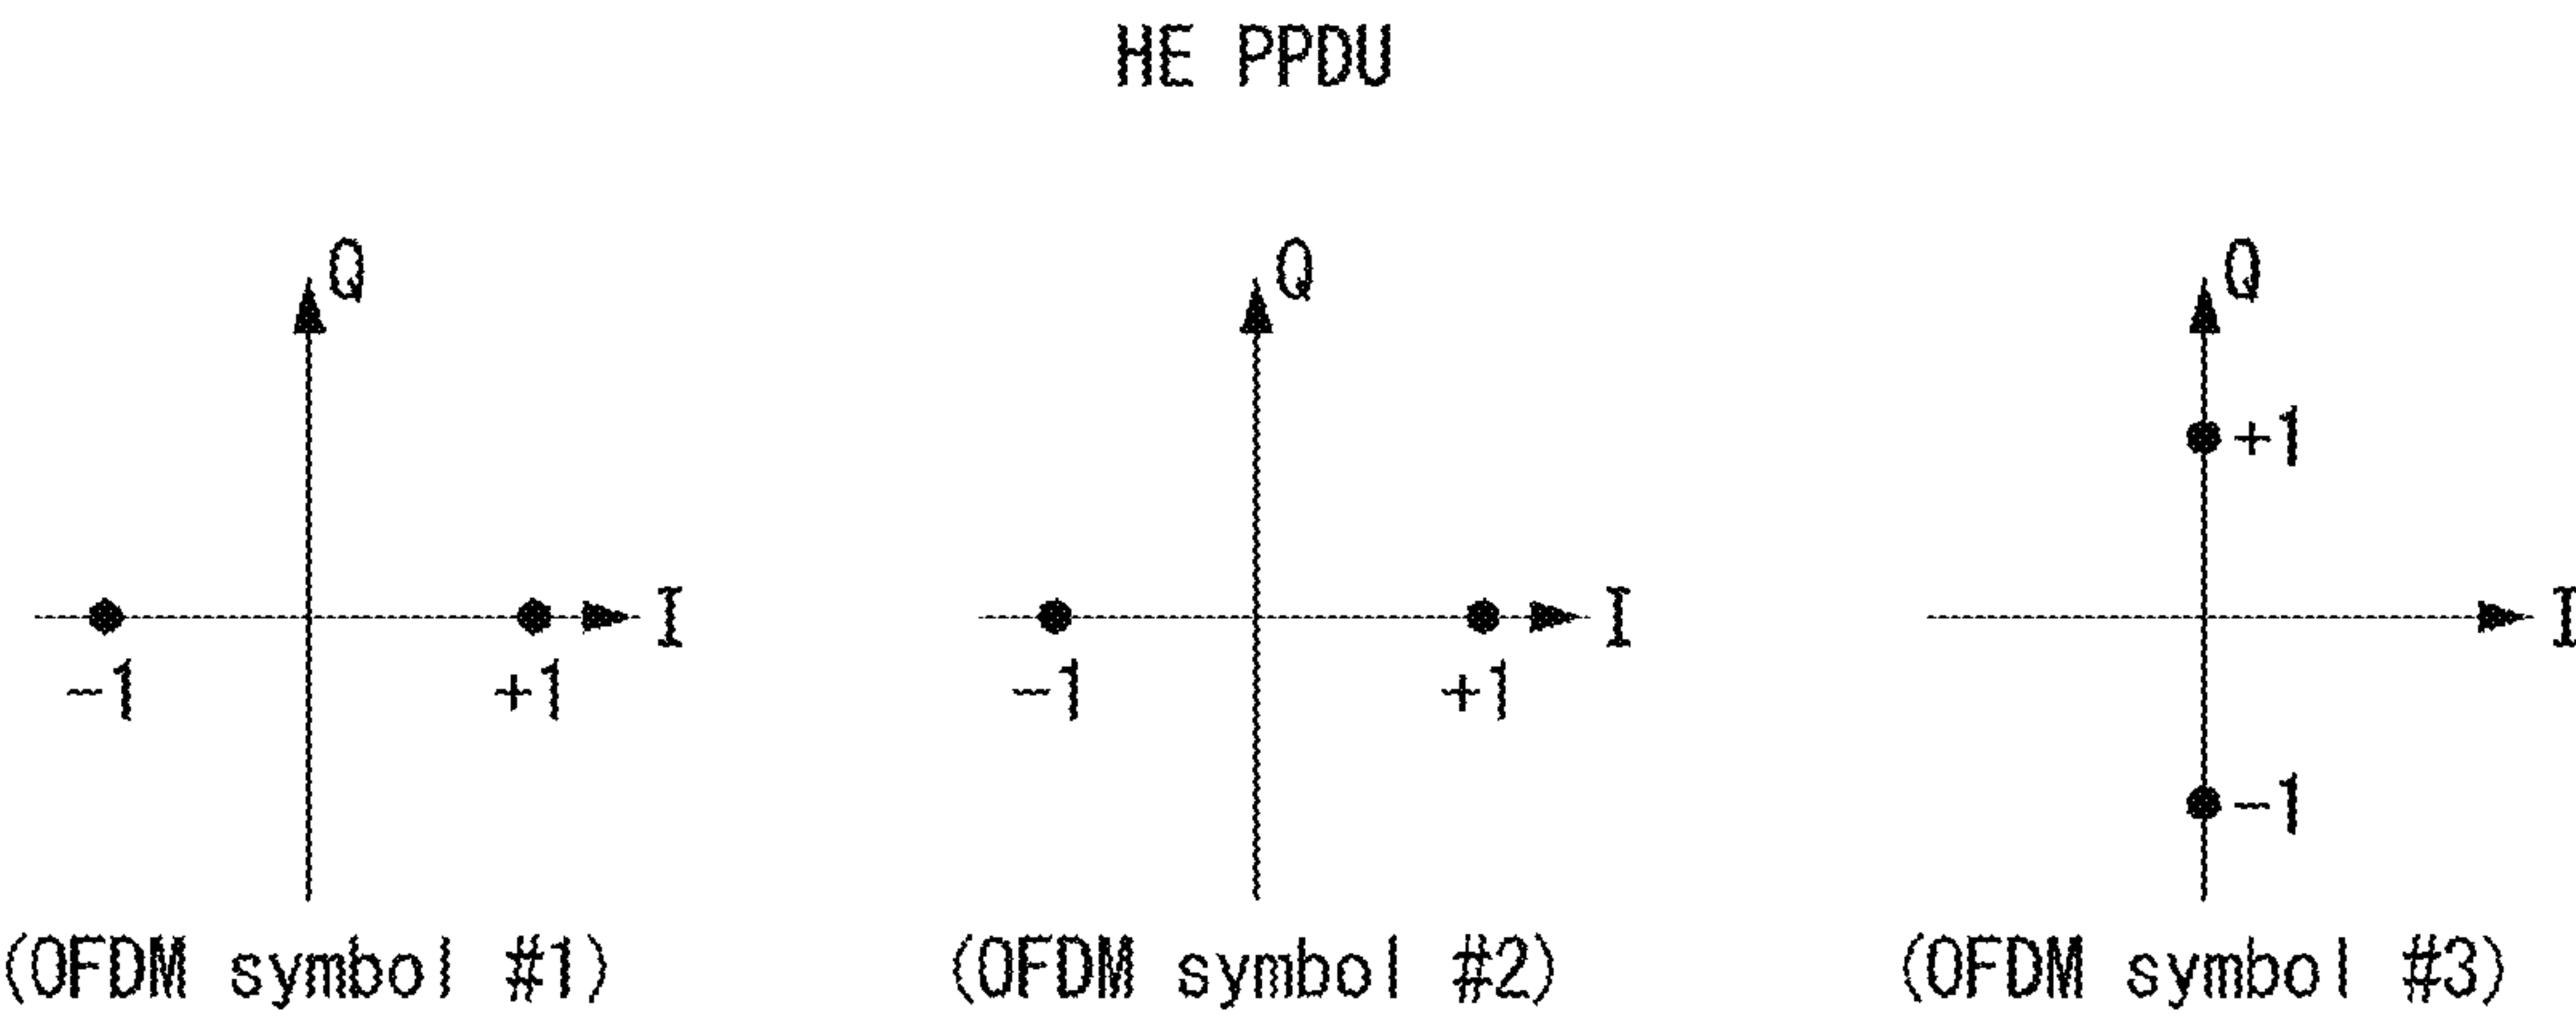 HE PPDU
Q Q Q
+1
I I I
-1 +1 -1 +1
-1
(OFDM symbol #1) (OFDM symbol #2) (OFDM symbol #3)